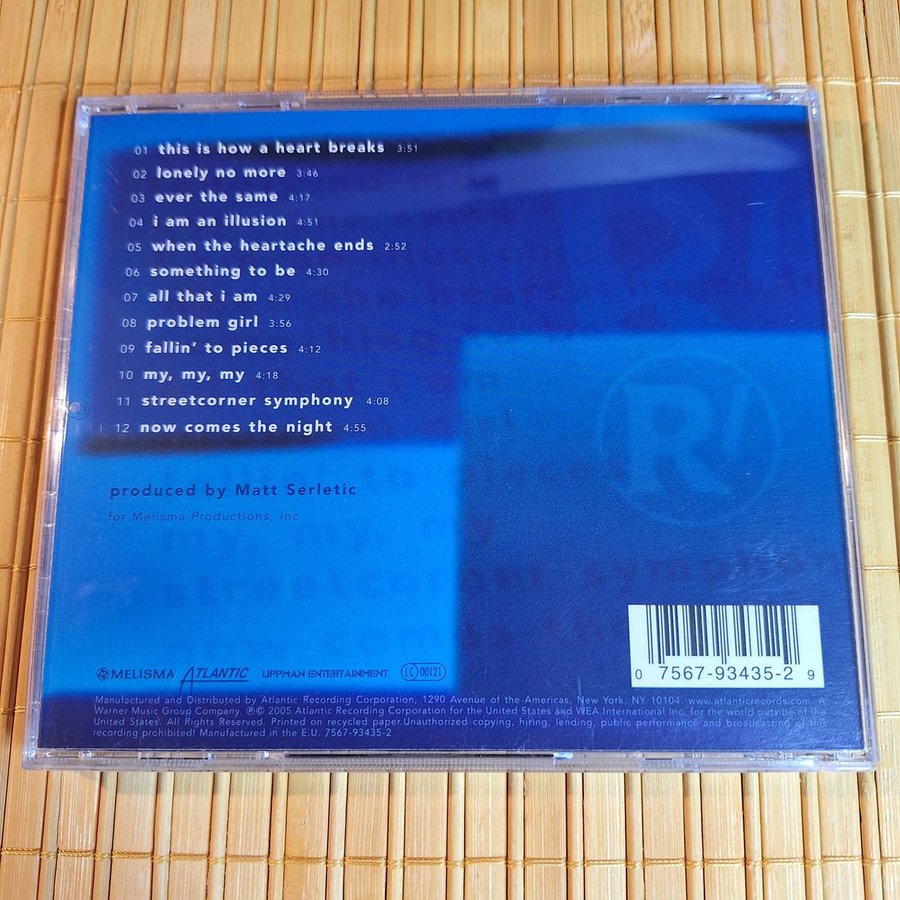 01 this is how a heart breaks 3:51
02 lonely no more 3:46
03 ever the same 4:17
04 i am an illusion 4:51
05 when the heartache ends 2:52
06 something to be 4:30
07 all that i am 4:29
08 problem girl 3:56
09 fallin' to pieces 4:12
10 my, my, my 4:18
11 streetcorner symphony 4:08
12 now comes the night 4:55
R
produced by Matt Serletic
for Melisma Productions, Inc
my, my, my
streetcorner symphon
now comes
0 7567-93435-2 9
MELISMA ATLANTIC LIPPMAN ENTERTAINMENT LC 00121
Manufactured and Distributed by Atlantic Recording Corporation, 1290 Avenue of the Americas, New York, NY 10104. www.atlanticrecords.com. A
Warner Music Group Company. ℗© 2005 Atlantic Recording Corporation for the United States and WEA International Inc. for the world outside of the
United States. All Rights Reserved. Printed on recycled paper.Unauthorized copying, hiring, lending, public performance and broadcasting of this
recording prohibited! Manufactured in the E.U. 7567-93435-2